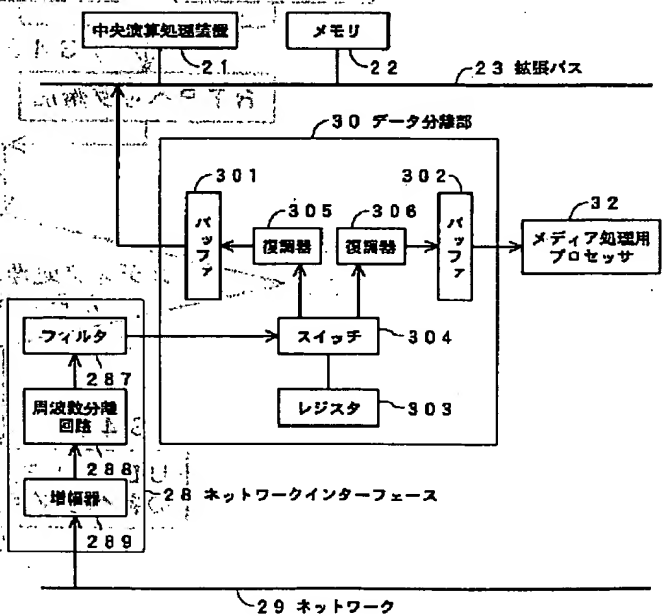 中央演算処理装置
21
メモリ
22
23 拡張バス
30 データ分離部
301
バッファ
305
復調器
306
復調器
302
バッファ
32
メディア処理用
プロセッサ
フィルタ
287
スイッチ
304
周波数分離
回路
288
レジスタ
303
増幅器
289
28 ネットワークインターフェース
29 ネットワーク